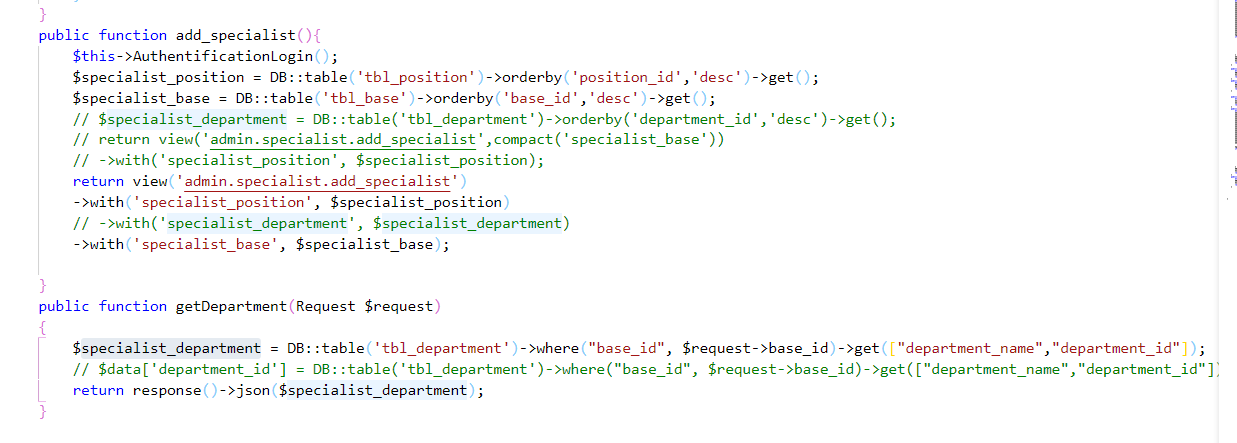 }
public function add_specialist(){
$this->AuthentificationLogin();
$specialist_position = DB::table('tbl_position')->orderby('position_id','desc')->get();
$specialist_base = DB::table('tbl_base')->orderby('base_id','desc')->get();
// $specialist_department = DB::table('tbl_department')->orderby('department_id','desc')->get();
// return view('admin.specialist.add_specialist',compact('specialist_base'))
// ->with('specialist_position', $specialist_position);
return view('admin.specialist.add_specialist')
->with('specialist_position', $specialist_position)
// ->with('specialist_department', $specialist_department)
->with('specialist_base', $specialist_base);
}
public function getDepartment(Request $request)
{
$specialist_department = DB::table('tbl_department')->where("base_id", $request->base_id)->get(["department_name","department_id"]);
// $data['department_id'] = DB::table('tbl_department')->where("base_id", $request->base_id)->get(["department_name","department_id"])
return response()->json($specialist_department);
}